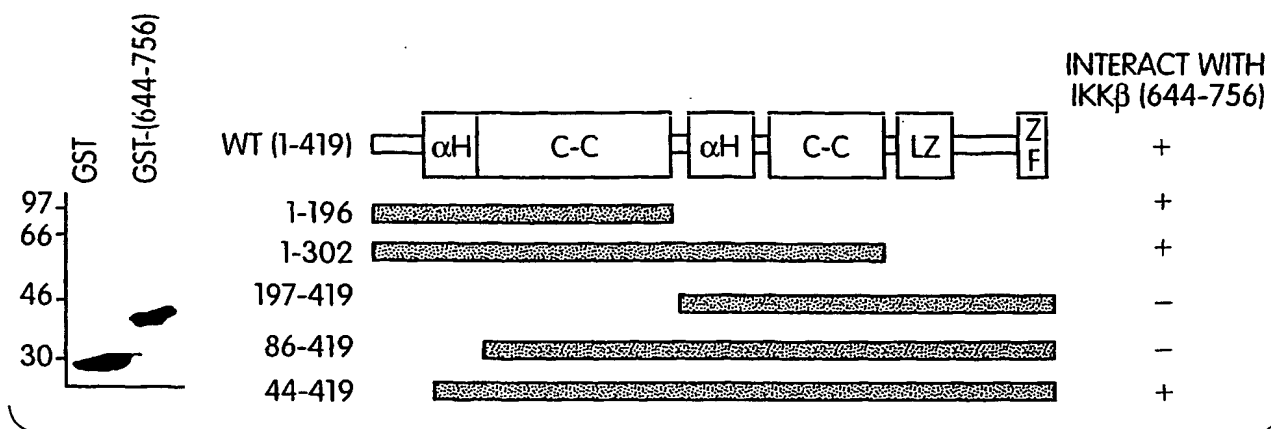 GST
GST-(644-756)
97
66
46
30
INTERACT WITH
IKKβ (644-756)
WT (1-419) αH C-C αH C-C LZ Z F +
1-196 +
1-302 +
197-419 −
86-419 −
44-419 +